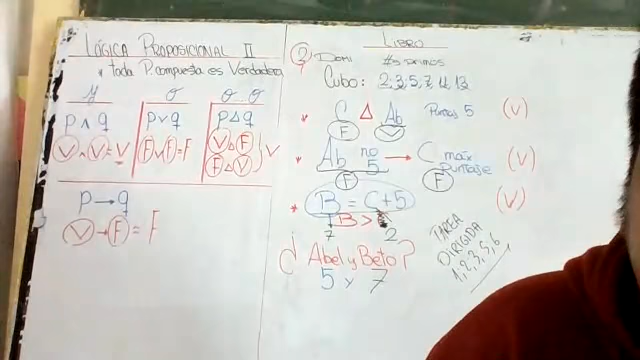 LÓGICA PROPOSICIONAL II
toda P. compuesta es Verdadera
y
o
o o
p ∧ q
p ∨ q
p Δ q
V ∧ V = V
F ∨ F = F
V Δ F
F Δ V
V
p → q
V → F = F
LIBRO
2
#s primos
Cubo: 2, 3, 5, 7, 11, 13
* C Δ Ab Puntos 5 (V)
F V
* Ab no 5 → C máx puntaje (V)
F F
* B = C + 5 (V)
B >
7 2
¿Abel y Beto?
5 y 7
TAREA
DIRIGIDA
1, 2, 3, 5, 6